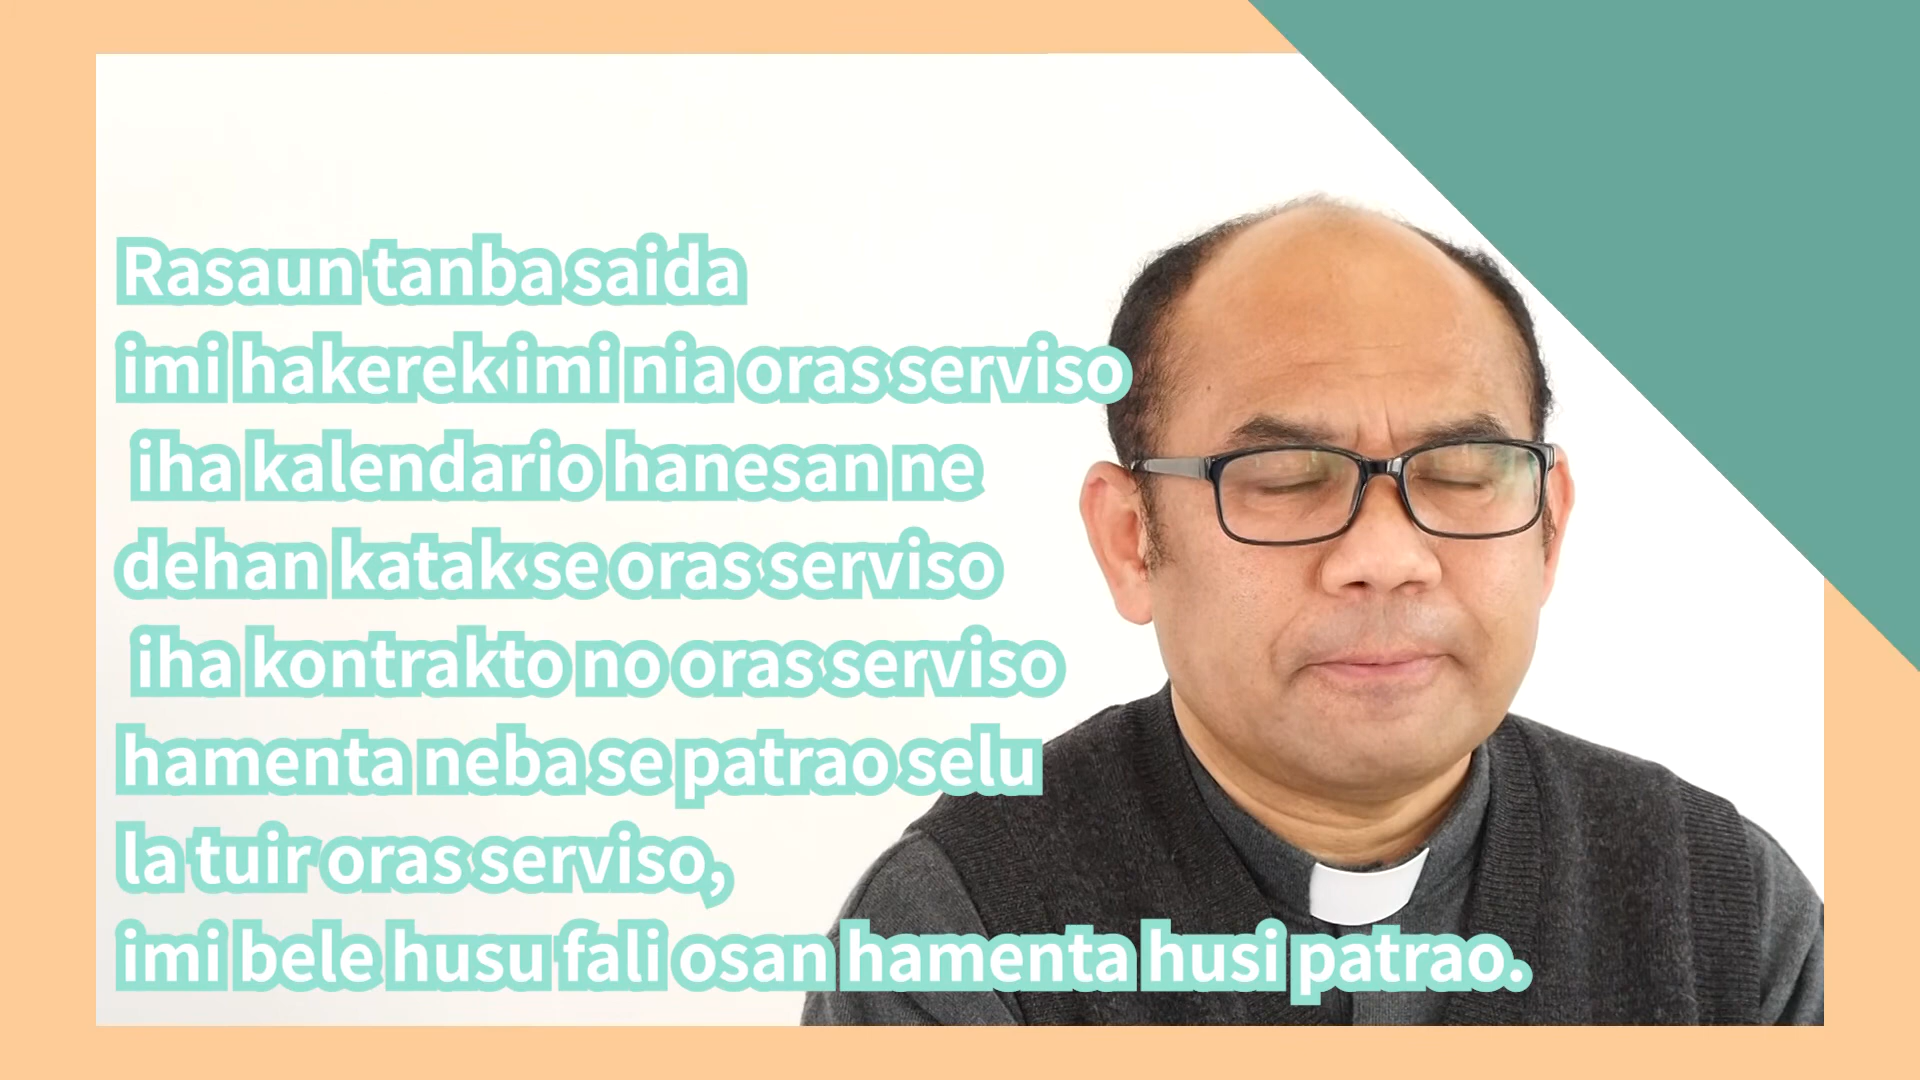 Rasaun tanba saida
imi hakerek imi nia oras serviso
iha kalendario hanesan ne
dehan katak se oras serviso
iha kontrakto no oras serviso
hamenta neba se patrao selu
la tuir oras serviso,
imi bele husu fali osan hamenta husi patrao.